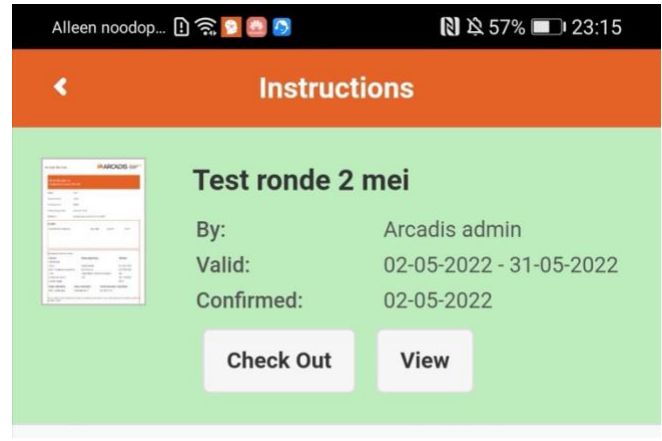 Alleen noodop... 57% 23:15
Instructions
ARCADIS
Test ronde 2 mei
By: Arcadis admin
Valid: 02-05-2022 - 31-05-2022
Confirmed: 02-05-2022
Check Out View